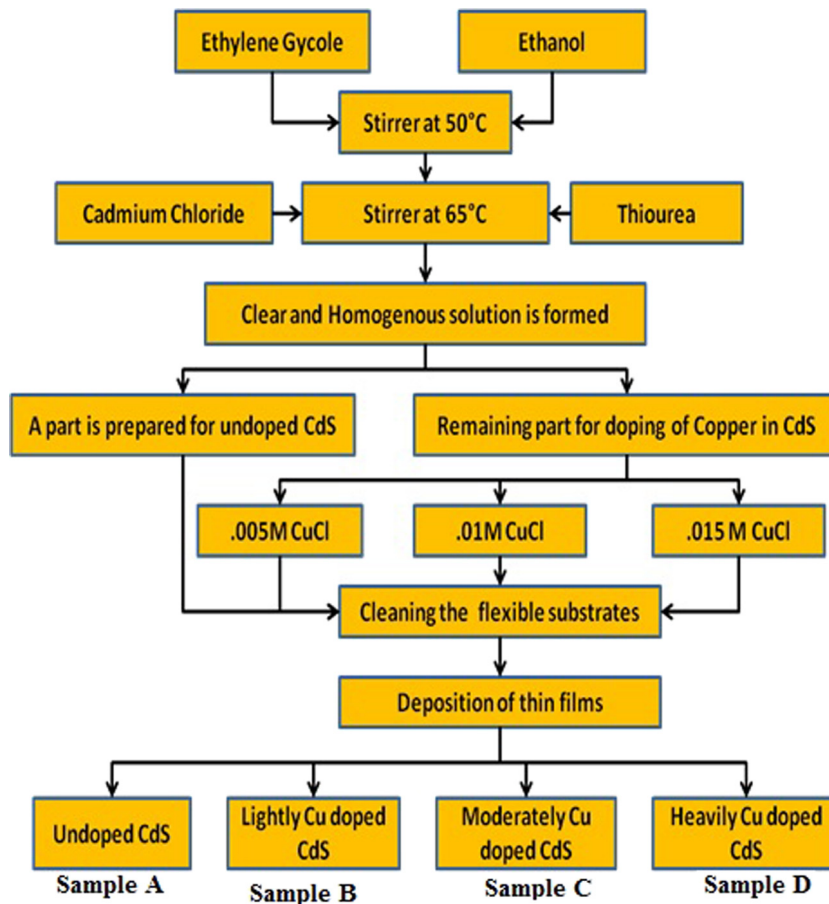 Ethylene Gycole
Ethanol
Stirrer at 50°C
Cadmium Chloride
Stirrer at 65°C
Thiourea
Clear and Homogenous solution is formed
A part is prepared for undoped CdS
Remaining part for doping of Copper in CdS
.005M CuCl
.01M CuCl
.015 M CuCl
Cleaning the flexible substrates
Deposition of thin films
Undoped CdS
Lightly Cu doped
CdS
Moderately Cu
doped CdS
Heavily Cu doped
CdS
Sample A
Sample B
Sample C
Sample D